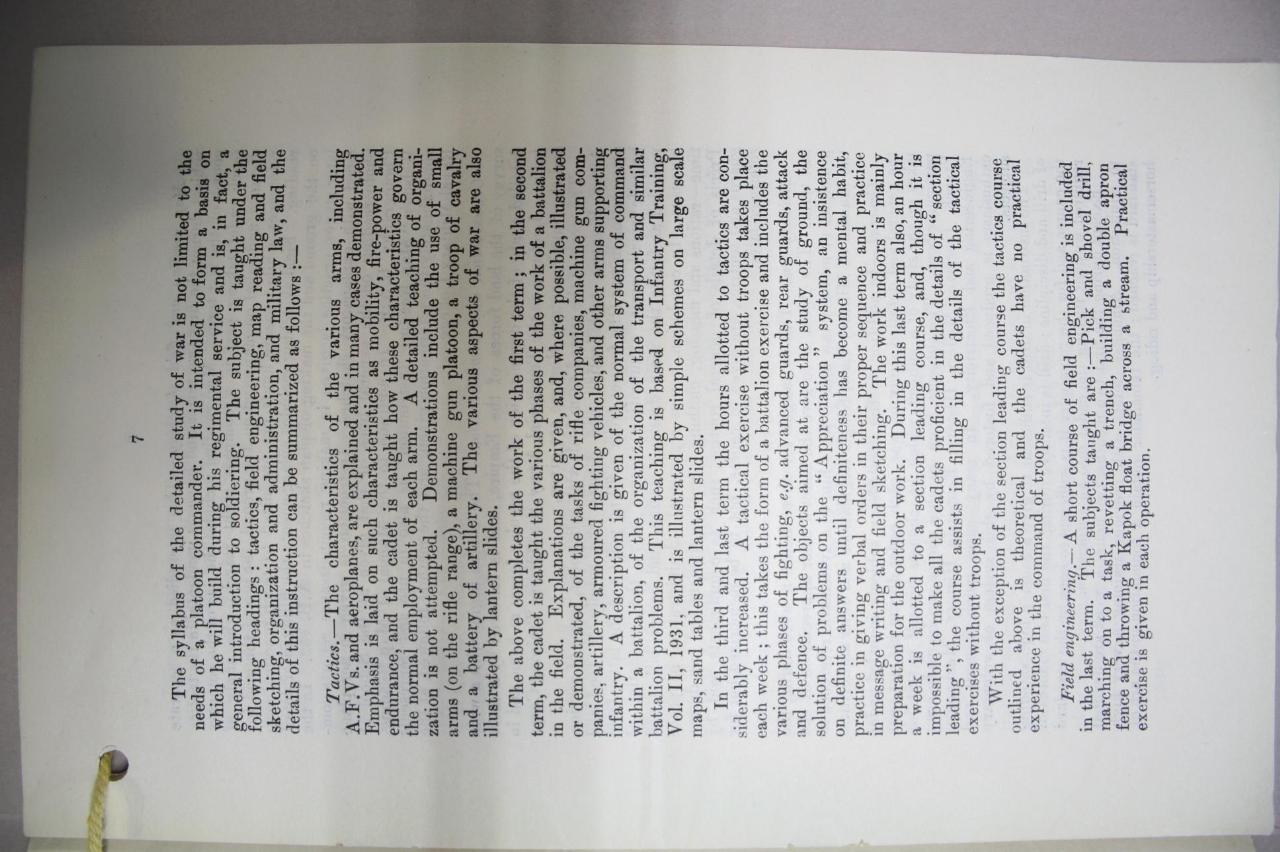 7
The syllabus of the detailed study of war is not limited to the
needs of a platoon commander. It is intended to form a basis on
which he will build during his regimental service and is, in fact, a
general introduction to soldiering. The subject is taught under the
following headings : tactics, field engineering, map reading and field
sketching, organization and administration, and military law, and the
details of this instruction can be summarized as follows :—
Tactics.—The characteristics of the various arms, including
A.F.Vs. and aeroplanes, are explained and in many cases demonstrated.
Emphasis is laid on such characteristics as mobility, fire-power and
endurance, and the cadet is taught how these characteristics govern
the normal employment of each arm. A detailed teaching of organi-
zation is not attempted. Demonstrations include the use of small
arms (on the rifle range), a machine gun platoon, a troop of cavalry
and a battery of artillery. The various aspects of war are also
illustrated by lantern slides.
The above completes the work of the first term ; in the second
term, the cadet is taught the various phases of the work of a battalion
in the field. Explanations are given, and, where possible, illustrated
or demonstrated, of the tasks of rifle companies, machine gun com-
panies, artillery, armoured fighting vehicles, and other arms supporting
infantry. A description is given of the normal system of command
within a battalion, of the organization of the transport and similar
battalion problems. This teaching is based on Infantry Training,
Vol. II, 1931, and is illustrated by simple schemes on large scale
maps, sand tables and lantern slides.
In the third and last term the hours allotted to tactics are con-
siderably increased. A tactical exercise without troops takes place
each week ; this takes the form of a battalion exercise and includes the
various phases of fighting, e.g. advanced guards, rear guards, attack
and defence. The objects aimed at are the study of ground, the
solution of problems on the “ Appreciation ” system, an insistence
on definite answers until definiteness has become a mental habit,
practice in giving verbal orders in their proper sequence and practice
in message writing and field sketching. The work indoors is mainly
preparation for the outdoor work. During this last term also, an hour
a week is allotted to a section leading course, and, though it is
impossible to make all the cadets proficient in the details of “ section
leading ”, the course assists in filling in the details of the tactical
exercises without troops.
With the exception of the section leading course the tactics course
outlined above is theoretical and the cadets have no practical
experience in the command of troops.
Field engineering.—A short course of field engineering is included
in the last term. The subjects taught are :—Pick and shovel drill,
marching on to a task, revetting a trench, building a double apron
fence and throwing a Kapok float bridge across a stream. Practical
exercise is given in each operation.